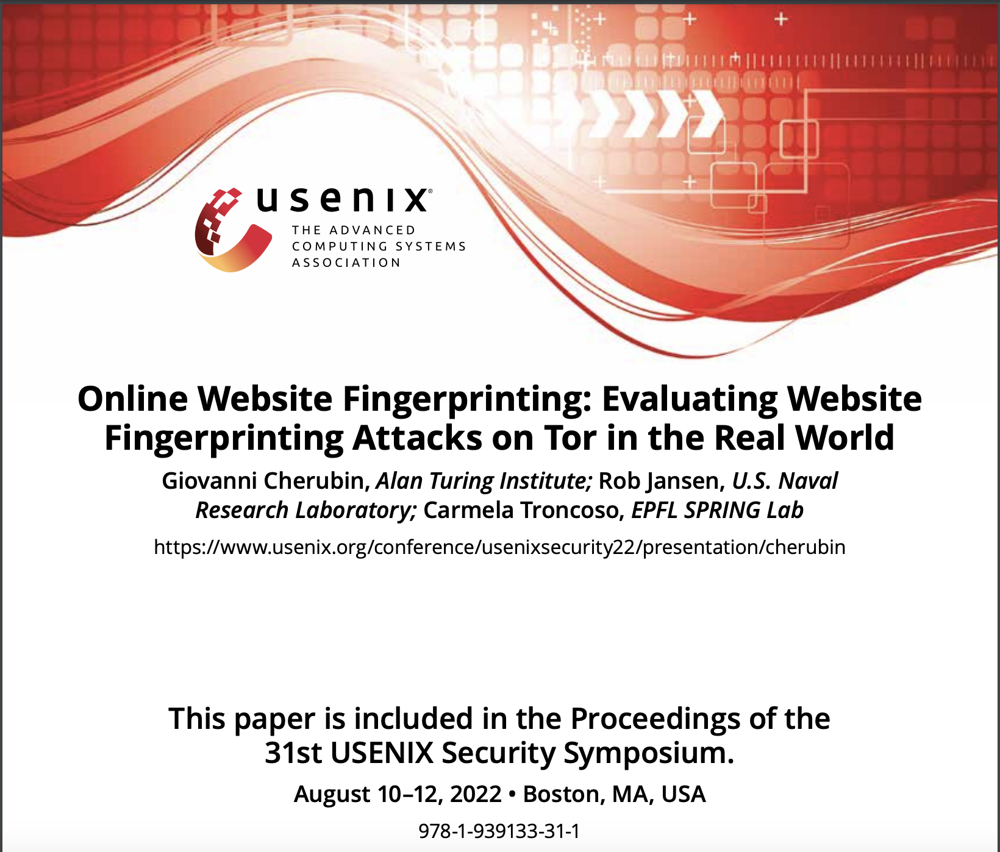 usenix®
THE ADVANCED
COMPUTING SYSTEMS
ASSOCIATION
Online Website Fingerprinting: Evaluating Website
Fingerprinting Attacks on Tor in the Real World
Giovanni Cherubin, Alan Turing Institute; Rob Jansen, U.S. Naval
Research Laboratory; Carmela Troncoso, EPFL SPRING Lab
https://www.usenix.org/conference/usenixsecurity22/presentation/cherubin
This paper is included in the Proceedings of the
31st USENIX Security Symposium.
August 10–12, 2022 • Boston, MA, USA
978-1-939133-31-1